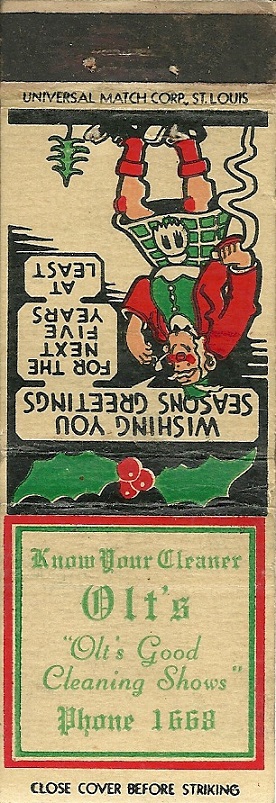 UNIVERSAL MATCH CORP., ST. LOUIS
WISHING YOU
SEASONS GREETINGS
FOR THE
NEXT
FIVE
YEARS
AT
LEAST
Know Your Cleaner
Olt's
"Olt's Good
Cleaning Shows"
Phone 1668
CLOSE COVER BEFORE STRIKING